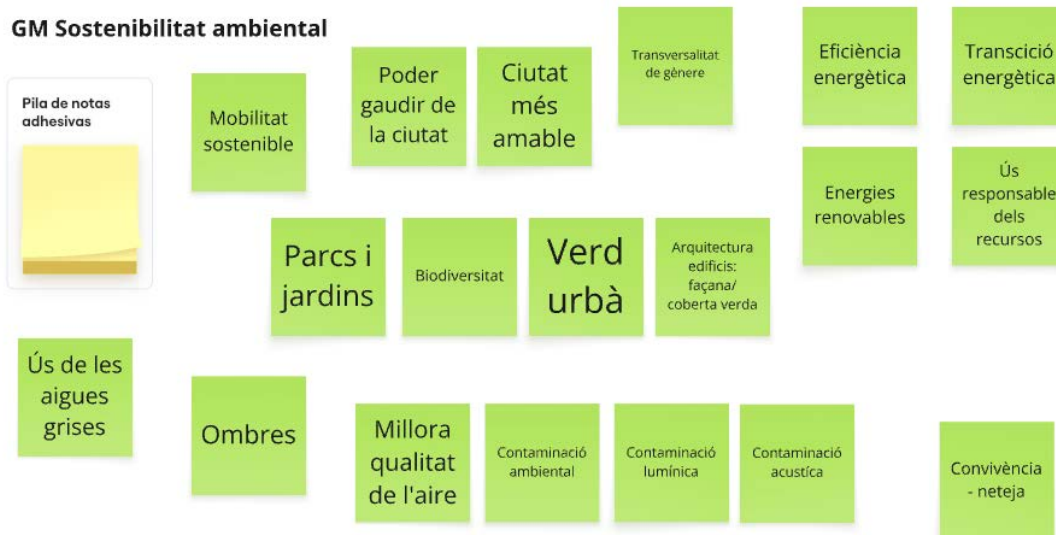 GM Sostenibilitat ambiental
Pila de notas
adhesivas
Mobilitat
sostenible
Poder
gaudir de
la ciutat
Ciutat
més
amable
Transversalitat
de gènere
Eficiència
energètica
Transcició
energètica
Energies
renovables
Ús
responsable
dels
recursos
Parcs i
jardins
Biodiversitat
Verd
urbà
Arquitectura
edificis:
façana/
coberta verda
Ús de les
aigues
grises
Ombres
Millora
qualitat
de l'aire
Contaminació
ambiental
Contaminació
lumínica
Contaminació
acustíca
Convivència
- neteja